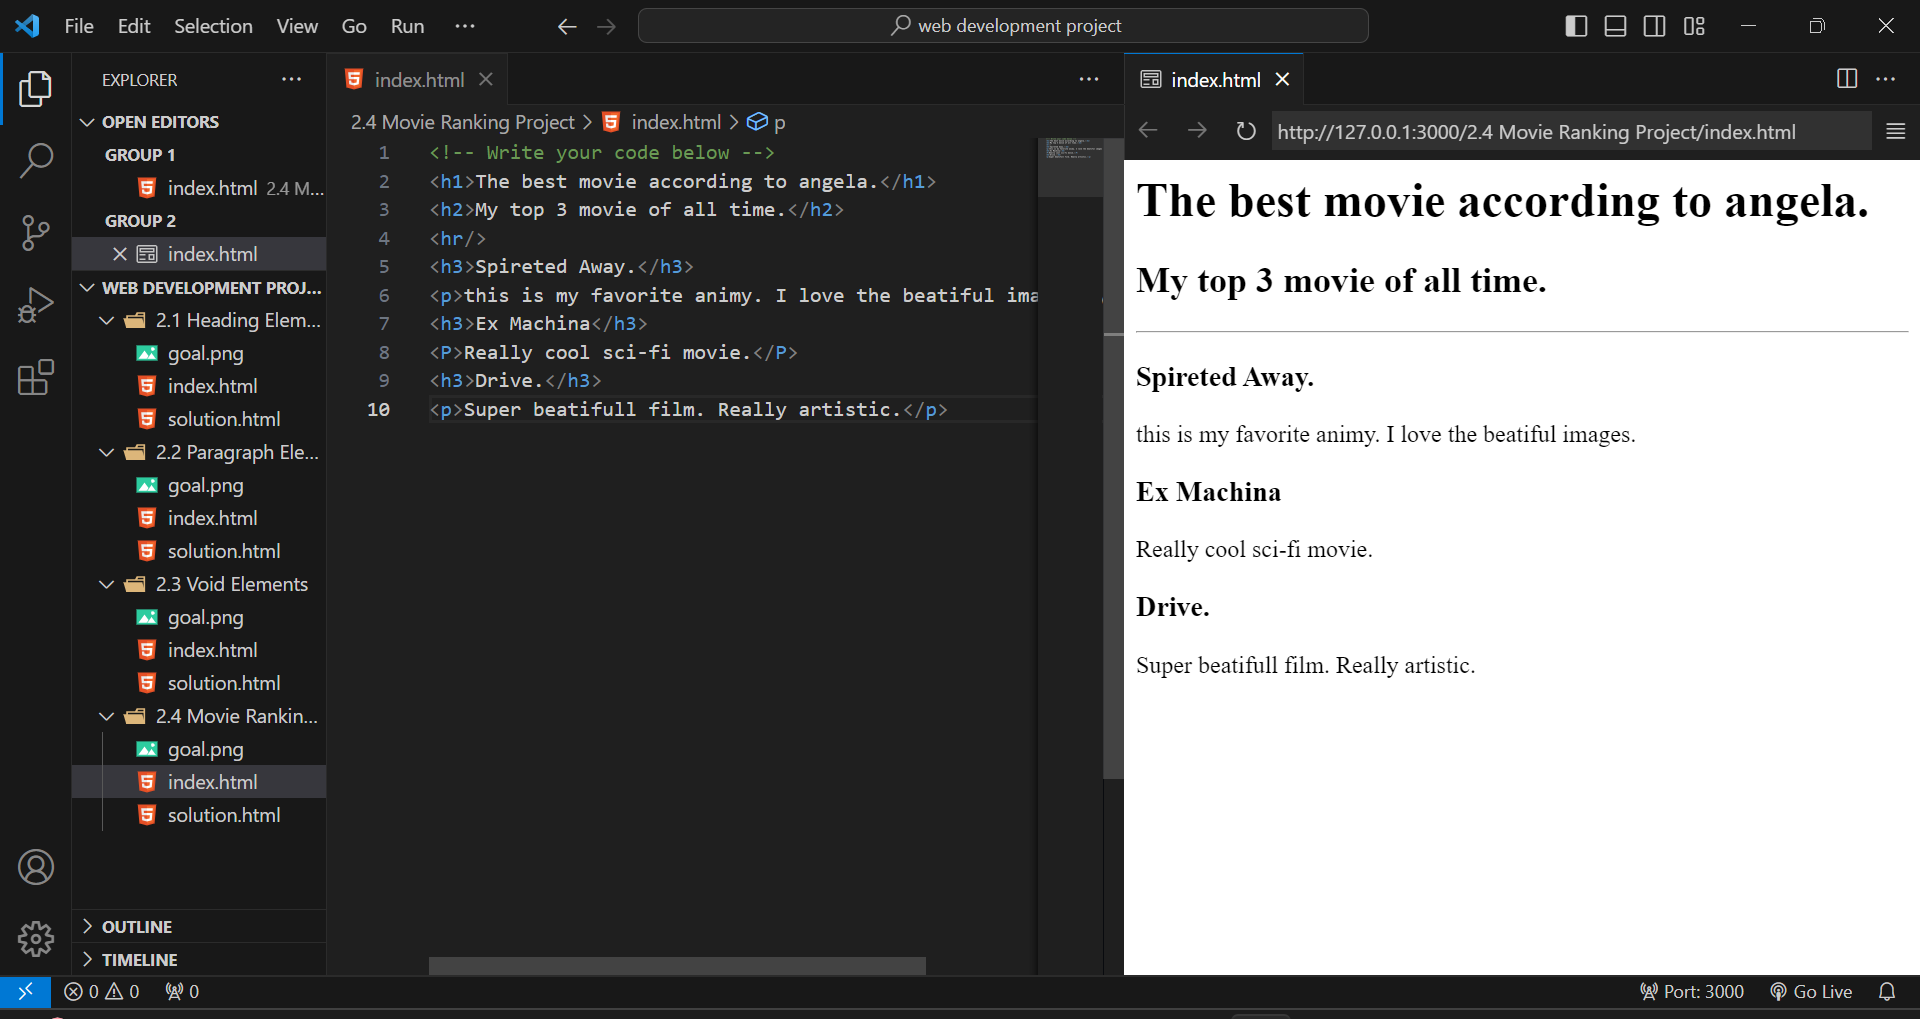 File Edit Selection View Go Run ··· web development project
EXPLORER ···
OPEN EDITORS
GROUP 1
index.html 2.4 M...
GROUP 2
index.html
WEB DEVELOPMENT PROJ...
2.1 Heading Elem...
goal.png
index.html
solution.html
2.2 Paragraph Ele...
goal.png
index.html
solution.html
2.3 Void Elements
goal.png
index.html
solution.html
2.4 Movie Rankin...
goal.png
index.html
solution.html
OUTLINE
TIMELINE
index.html ···
2.4 Movie Ranking Project > index.html > p
1 <!-- Write your code below -->
2 <h1>The best movie according to angela.</h1>
3 <h2>My top 3 movie of all time.</h2>
4 <hr/>
5 <h3>Spireted Away.</h3>
6 <p>this is my favorite animy. I love the beatiful ima
7 <h3>Ex Machina</h3>
8 <P>Really cool sci-fi movie.</P>
9 <h3>Drive.</h3>
10 <p>Super beatifull film. Really artistic.</p>
index.html ···
http://127.0.0.1:3000/2.4 Movie Ranking Project/index.html
The best movie according to angela.
My top 3 movie of all time.
Spireted Away.
this is my favorite animy. I love the beatiful images.
Ex Machina
Really cool sci-fi movie.
Drive.
Super beatifull film. Really artistic.
0 0 0 Port: 3000 Go Live